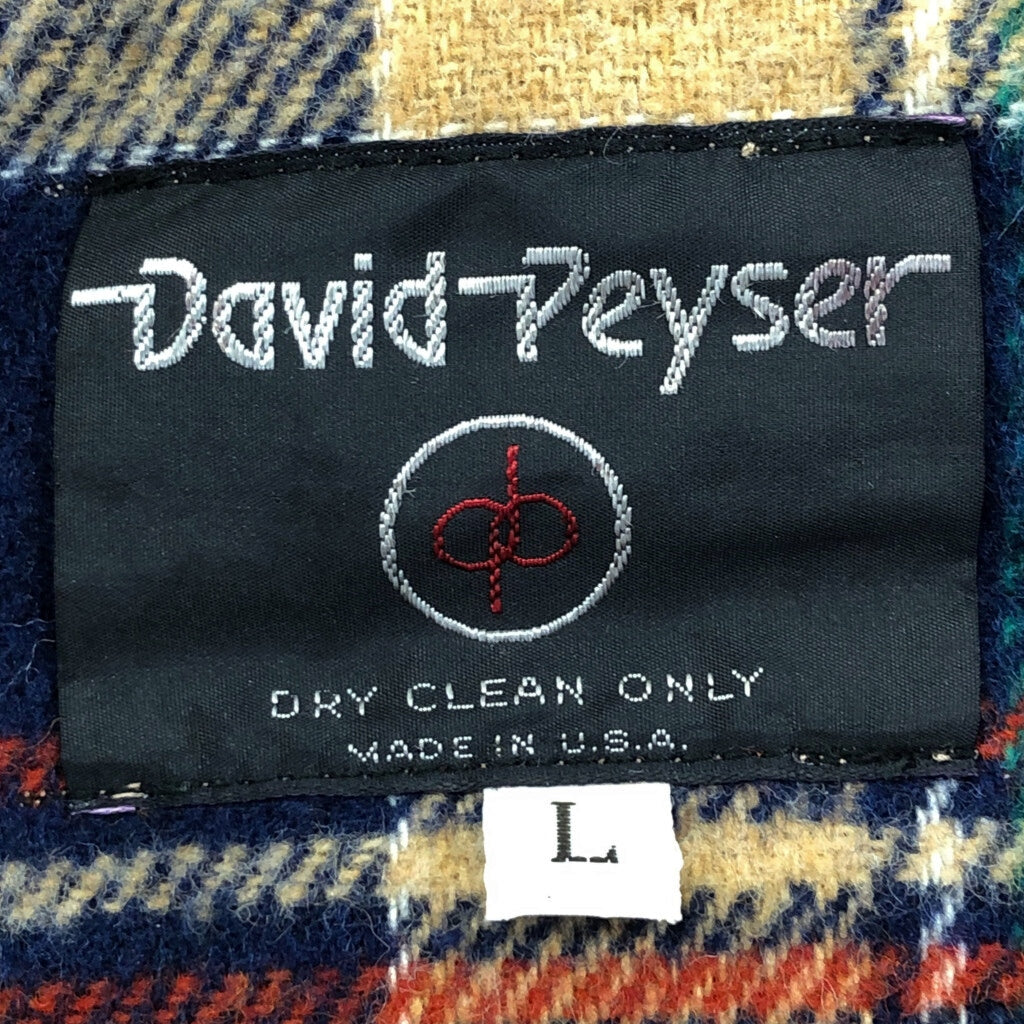 David Peyser
DRY CLEAN ONLY
MADE IN U.S.A.
L